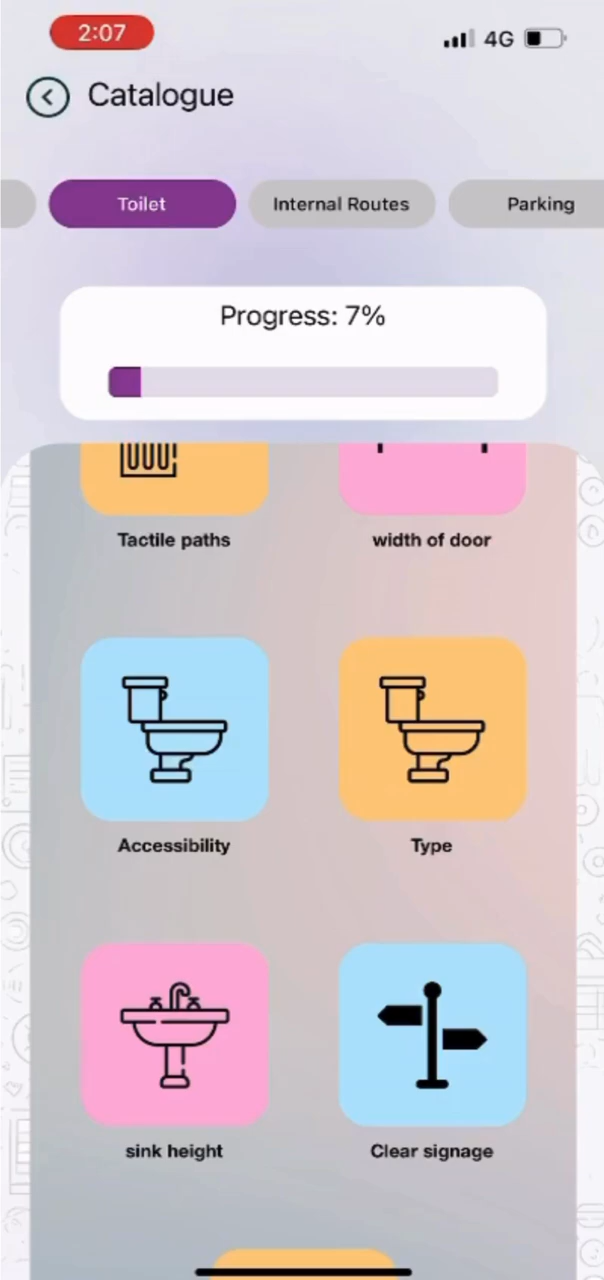 2:07
4G
Catalogue
Toilet
Internal Routes
Parking
Progress: 7%
Tactile paths
width of door
Accessibility
Type
sink height
Clear signage